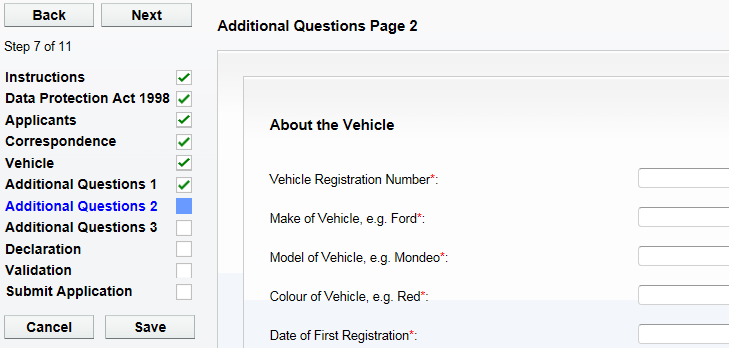 Back
Next
Step 7 of 11
Instructions
Data Protection Act 1998
Applicants
Correspondence
Vehicle
Additional Questions 1
Additional Questions 2
Additional Questions 3
Declaration
Validation
Submit Application
Cancel
Save
Additional Questions Page 2
About the Vehicle
Vehicle Registration Number*:
Make of Vehicle, e.g. Ford*:
Model of Vehicle, e.g. Mondeo*:
Colour of Vehicle, e.g. Red*:
Date of First Registration*: